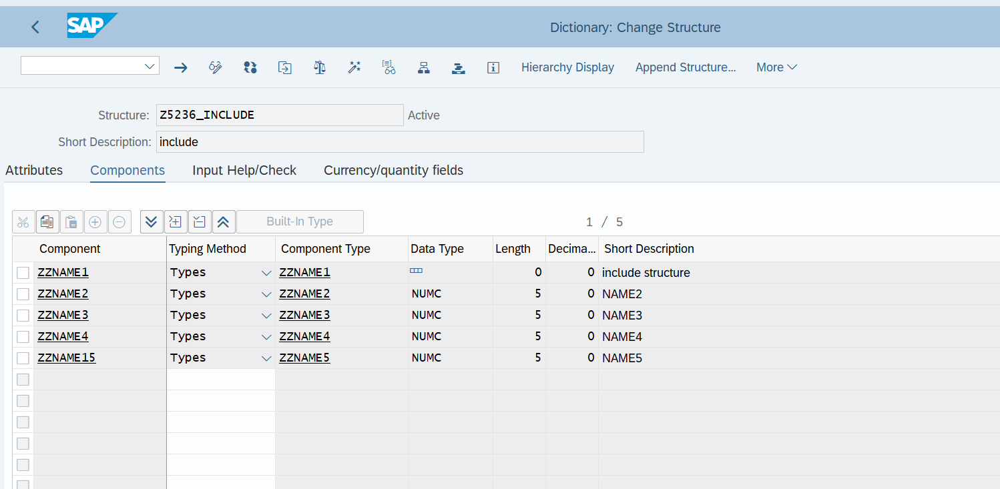 SAP
Dictionary: Change Structure
Hierarchy Display Append Structure... More
Structure: Z5236_INCLUDE Active
Short Description: include
Attributes Components Input Help/Check Currency/quantity fields
Built-In Type 1 / 5
Component Typing Method Component Type Data Type Length Decima... Short Description
ZZNAME1 Types ZZNAME1 0 0 include structure
ZZNAME2 Types ZZNAME2 NUMC 5 0 NAME2
ZZNAME3 Types ZZNAME3 NUMC 5 0 NAME3
ZZNAME4 Types ZZNAME4 NUMC 5 0 NAME4
ZZNAME15 Types ZZNAME5 NUMC 5 0 NAME5